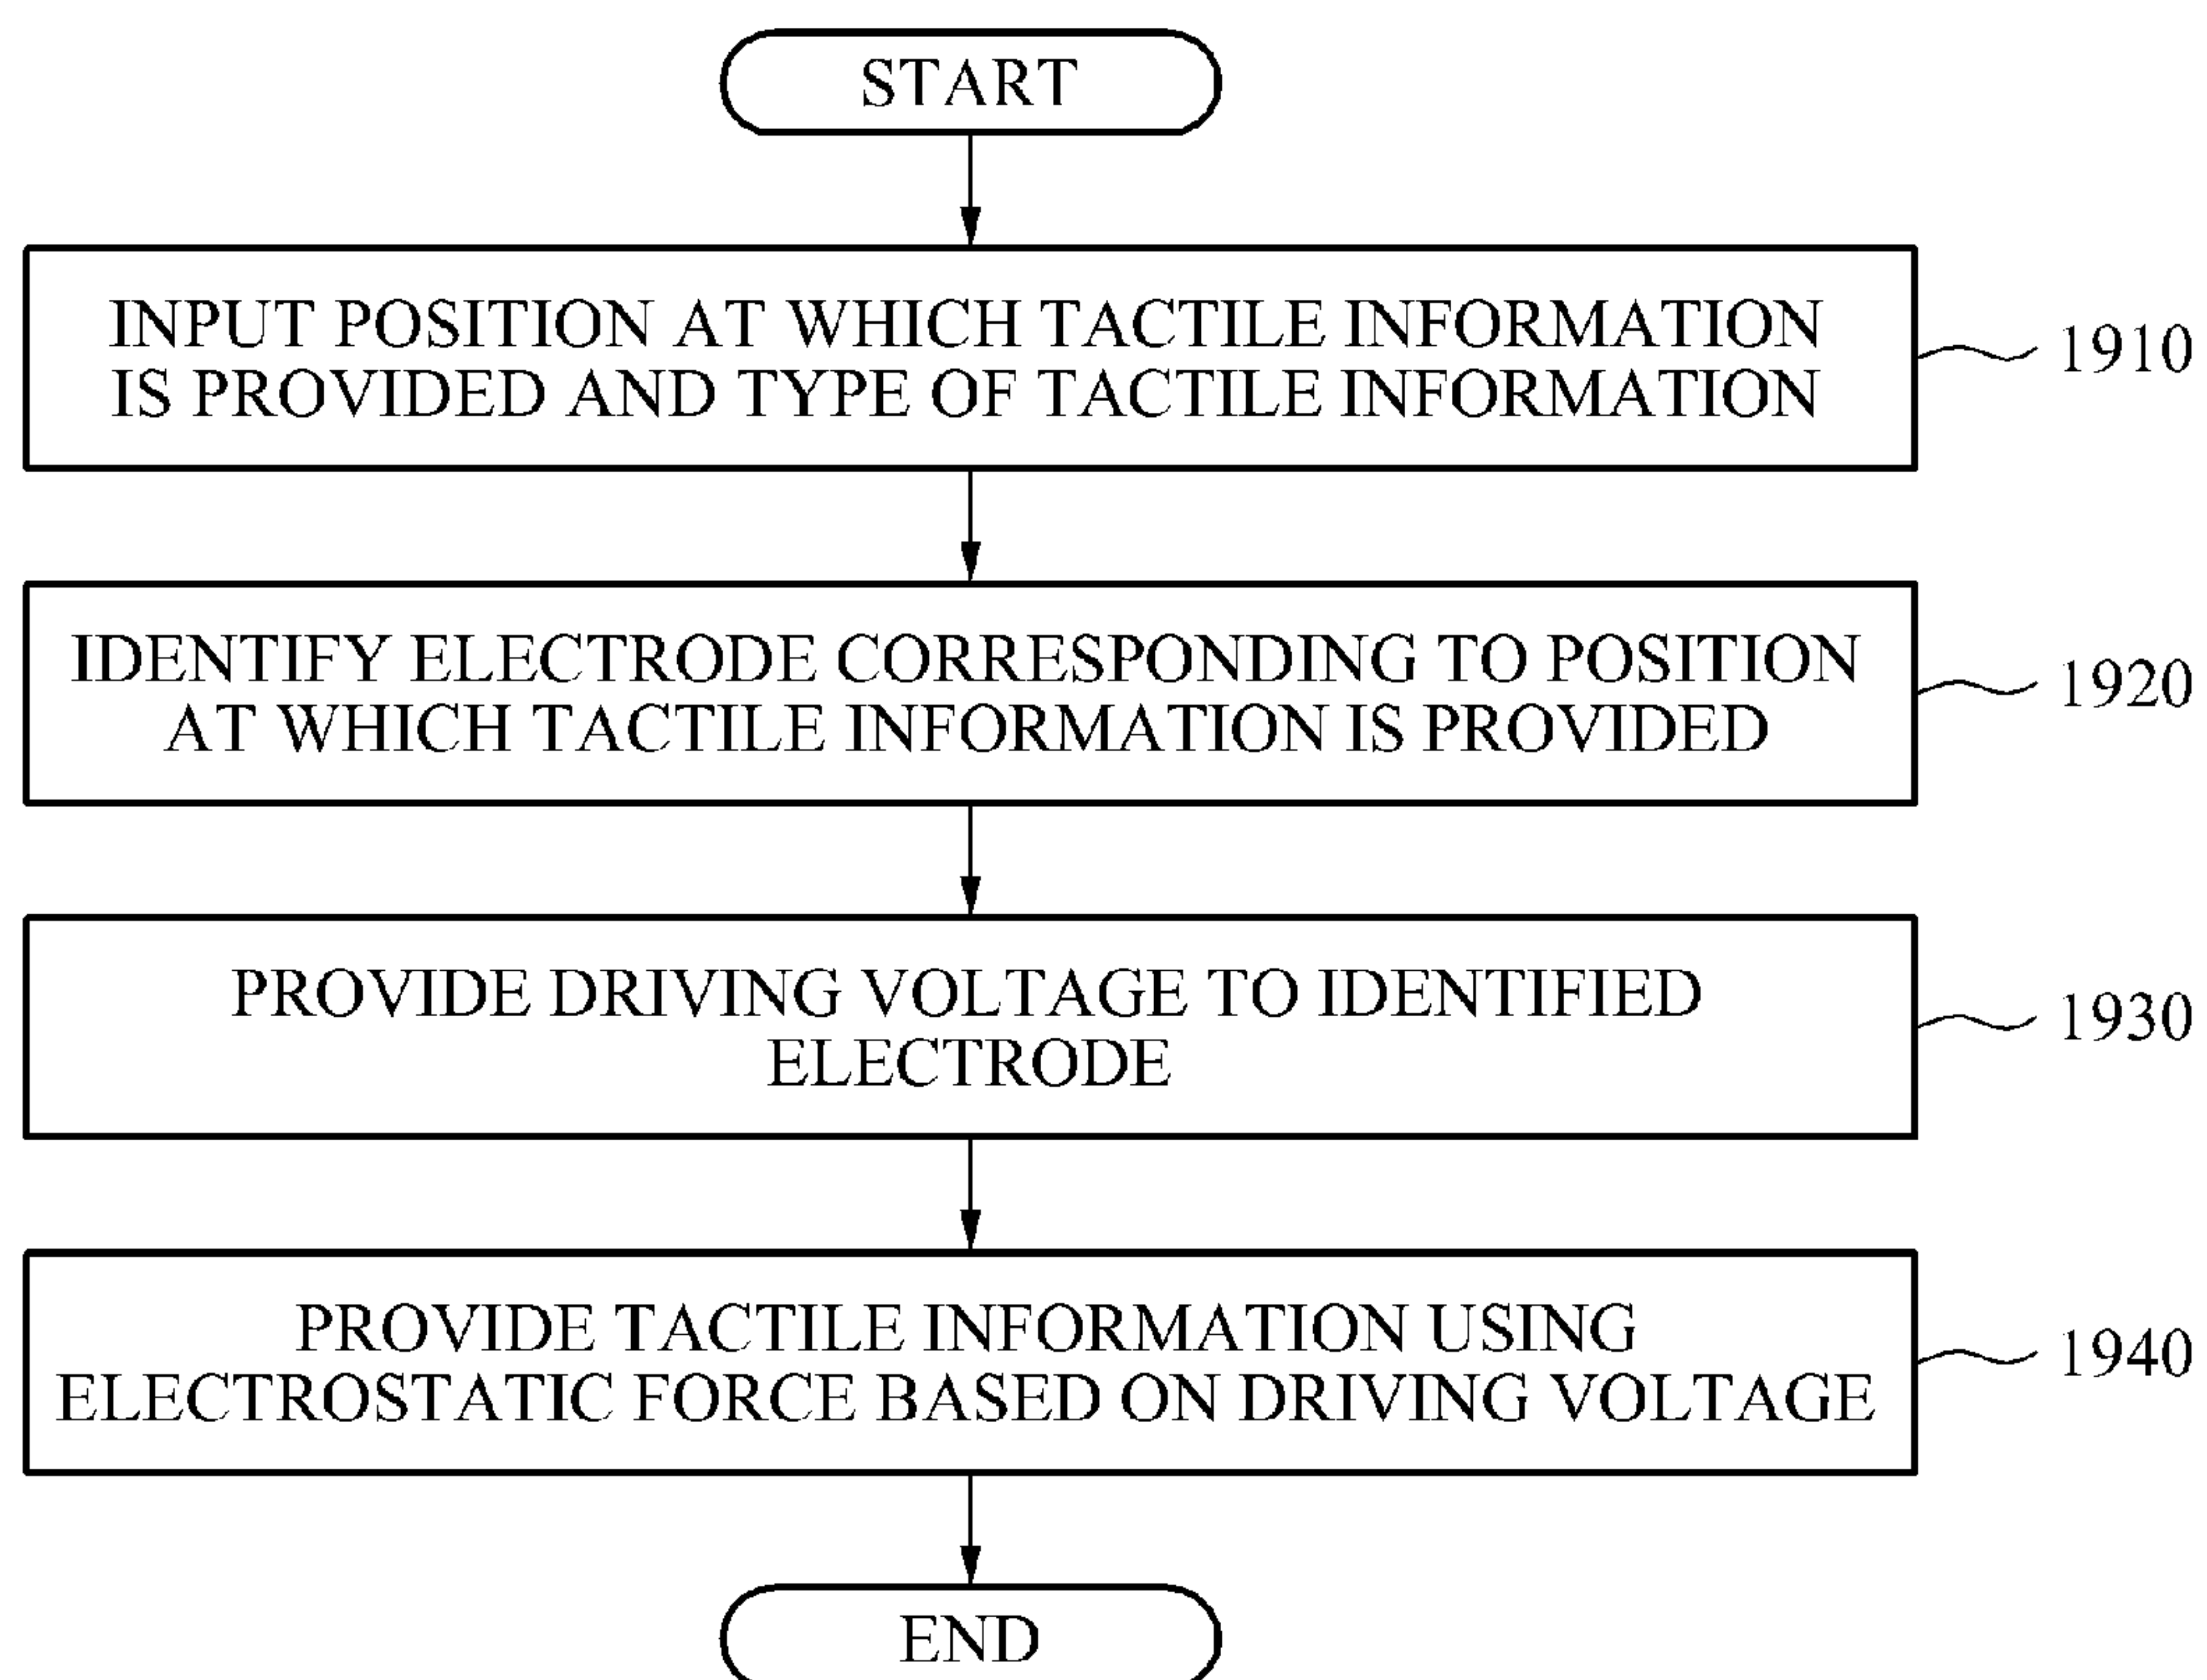 START
INPUT POSITION AT WHICH TACTILE INFORMATION
IS PROVIDED AND TYPE OF TACTILE INFORMATION
1910
IDENTIFY ELECTRODE CORRESPONDING TO POSITION
AT WHICH TACTILE INFORMATION IS PROVIDED
1920
PROVIDE DRIVING VOLTAGE TO IDENTIFIED
ELECTRODE
1930
PROVIDE TACTILE INFORMATION USING
ELECTROSTATIC FORCE BASED ON DRIVING VOLTAGE
1940
END